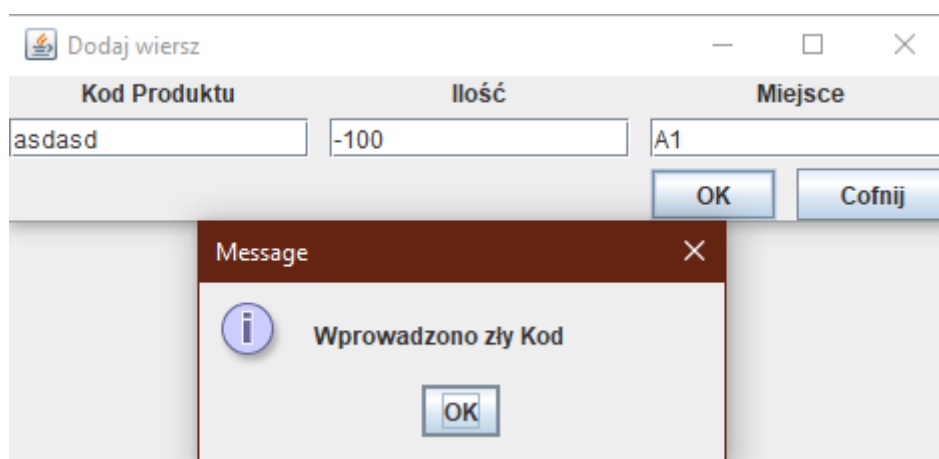 Dodaj wiersz
Kod Produktu Ilość Miejsce
asdasd -100 A1
OK Cofnij
Message
Wprowadzono zły Kod
OK